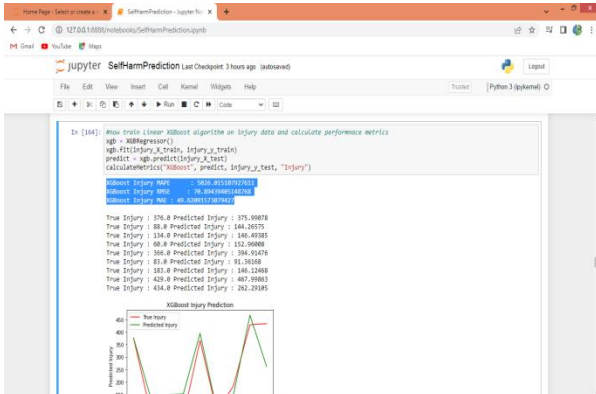 Home Page - Select or create a
SelfHarmPrediction - Jupyter No
127.0.0.1:8888/notebooks/SelfHarmPrediction.ipynb
Gmail YouTube Maps
jupyter SelfHarmPrediction Last Checkpoint: 3 hours ago (autosaved)
Logout
File Edit View Insert Cell Kernel Widgets Help
Trusted Python 3 (ipykernel)
Run Code
In [164]: #now train Linear XGBoost algorithm on injury data and calculate performnace metrics
xgb = XGBRegressor()
xgb.fit(injury_X_train, injury_y_train)
predict = xgb.predict(injury_X_test)
calculateMetrics("XGBoost", predict, injury_y_test, "Injury")
XGBoost Injury MAPE : 5026.015107927611
XGBoost Injury RMSE : 70.89439405148768
XGBoost Injury MAE : 49.62091573079427
True Injury : 376.0 Predicted Injury : 375.99078
True Injury : 88.0 Predicted Injury : 144.26575
True Injury : 134.0 Predicted Injury : 146.49385
True Injury : 60.0 Predicted Injury : 152.96008
True Injury : 366.0 Predicted Injury : 394.91476
True Injury : 83.0 Predicted Injury : 91.36168
True Injury : 183.0 Predicted Injury : 146.12468
True Injury : 429.0 Predicted Injury : 467.99863
True Injury : 434.0 Predicted Injury : 262.29105
XGBoost Injury Prediction
True Injury
Predicted Injury
450
400
350
300
250
200
Predicted Injury